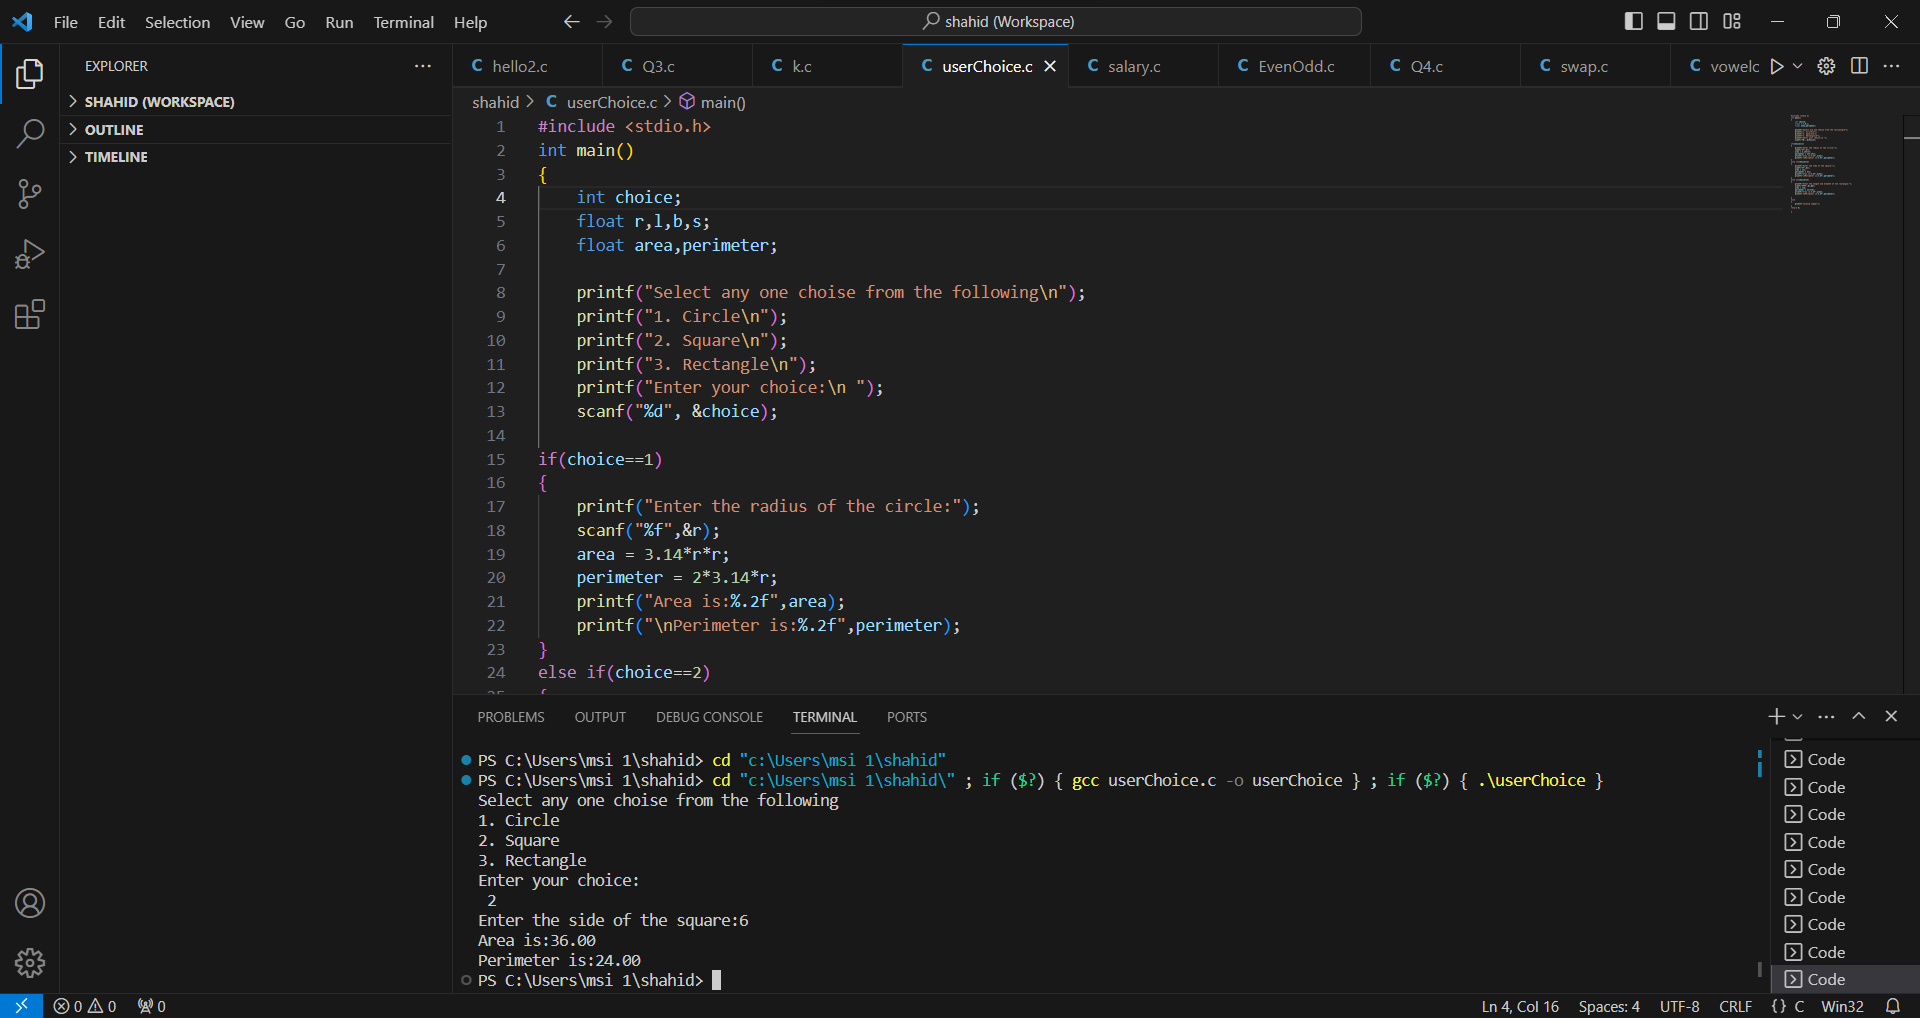 File Edit Selection View Go Run Terminal Help shahid (Workspace)
EXPLORER
SHAHID (WORKSPACE)
OUTLINE
TIMELINE
C hello2.c C Q3.c C k.c C userChoice.c C salary.c C EvenOdd.c C Q4.c C swap.c C vowelc
shahid > C userChoice.c > main()
1 #include <stdio.h>
2 int main()
3 {
4 int choice;
5 float r,l,b,s;
6 float area,perimeter;
7
8 printf("Select any one choise from the following\n");
9 printf("1. Circle\n");
10 printf("2. Square\n");
11 printf("3. Rectangle\n");
12 printf("Enter your choice:\n ");
13 scanf("%d", &choice);
14
15 if(choice==1)
16 {
17 printf("Enter the radius of the circle:");
18 scanf("%f",&r);
19 area = 3.14*r*r;
20 perimeter = 2*3.14*r;
21 printf("Area is:%.2f",area);
22 printf("\nPerimeter is:%.2f",perimeter);
23 }
24 else if(choice==2)
PROBLEMS OUTPUT DEBUG CONSOLE TERMINAL PORTS
PS C:\Users\msi 1\shahid> cd "c:\Users\msi 1\shahid"
PS C:\Users\msi 1\shahid> cd "c:\Users\msi 1\shahid\" ; if ($?) { gcc userChoice.c -o userChoice } ; if ($?) { .\userChoice }
Select any one choise from the following
1. Circle
2. Square
3. Rectangle
Enter your choice:
2
Enter the side of the square:6
Area is:36.00
Perimeter is:24.00
PS C:\Users\msi 1\shahid>
Code
Code
Code
Code
Code
Code
Code
Code
Code
0 0 0 Ln 4, Col 16 Spaces: 4 UTF-8 CRLF {} C Win32